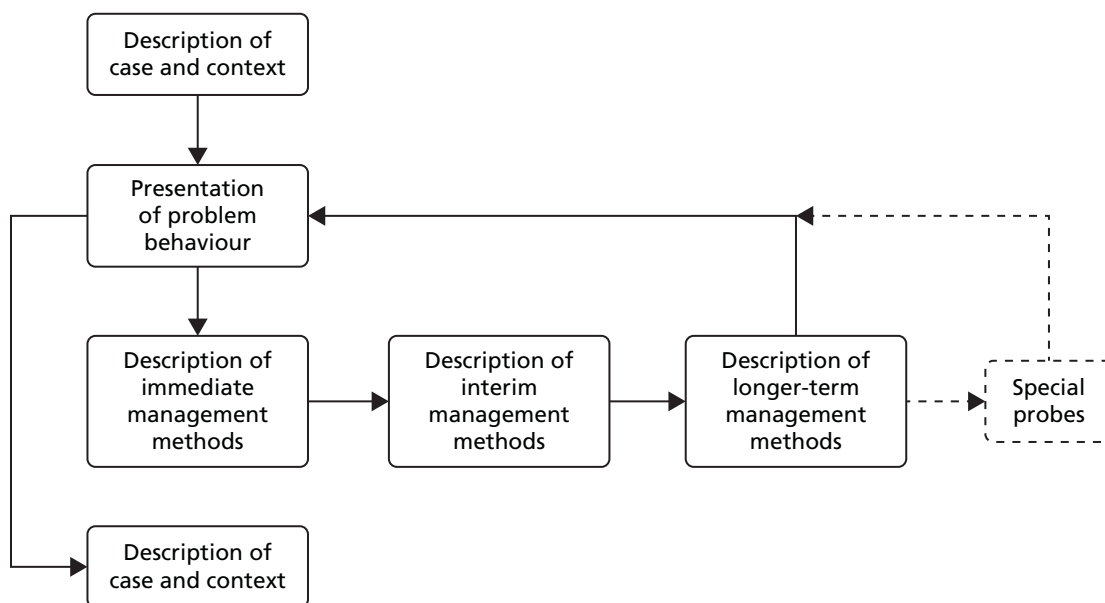 Description of
case and context
Presentation
of problem
behaviour
Description of
immediate
management
methods
Description of
interim
management
methods
Description of
longer-term
management
methods
Special
probes
Description of
case and context